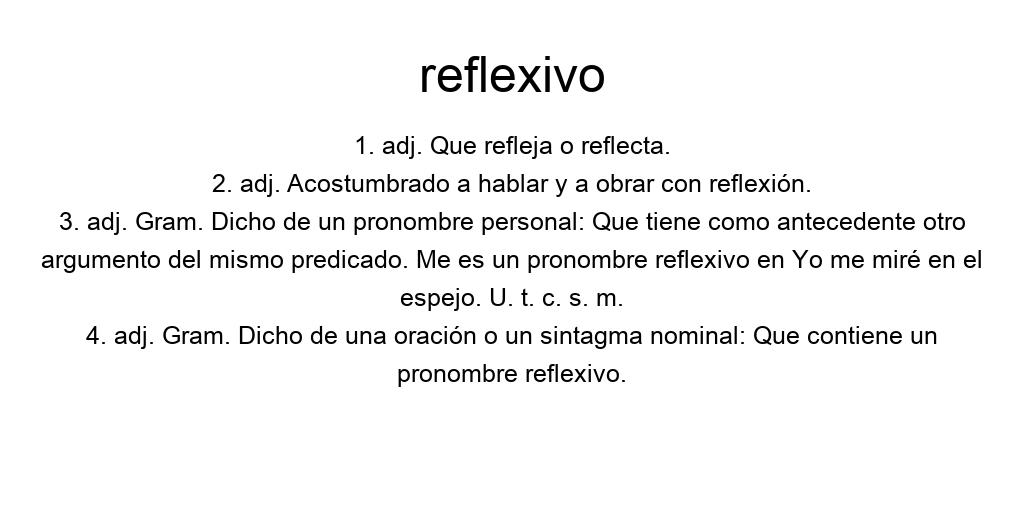 reflexivo
1. adj. Que refleja o reflecta.
2. adj. Acostumbrado a hablar y a obrar con reflexión.
3. adj. Gram. Dicho de un pronombre personal: Que tiene como antecedente otro
argumento del mismo predicado. Me es un pronombre reflexivo en Yo me miré en el
espejo. U. t. c. s. m.
4. adj. Gram. Dicho de una oración o un sintagma nominal: Que contiene un
pronombre reflexivo.